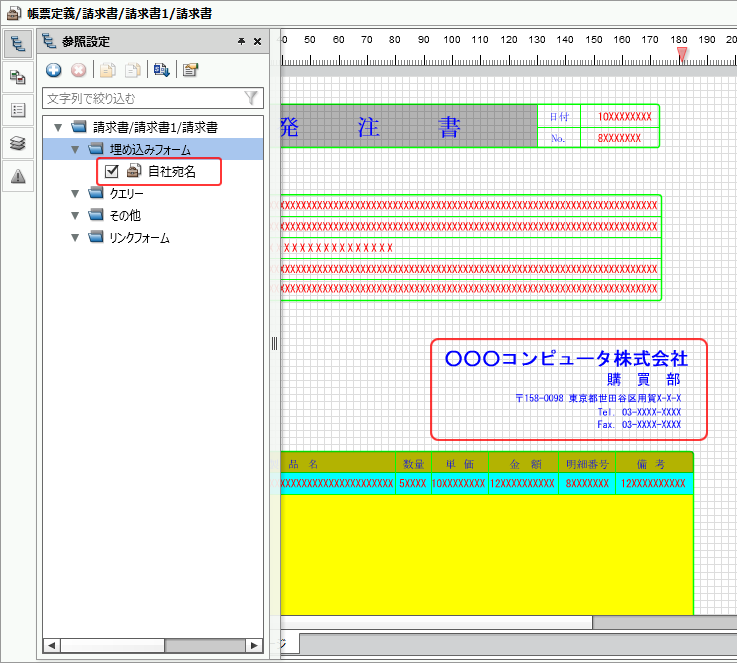 帳票定義/請求書/請求書1/請求書
参照設定
文字列で絞り込む
請求書/請求書1/請求書
埋め込みフォーム
自社宛名
クエリー
その他
リンクフォーム
40 50 60 70 80 90 100 110 120 130 140 150 160 170 180 190 200
発 注 書
日付 10XXXXXXXX
No. 8XXXXXXX
〇〇〇コンピュータ株式会社
購 買 部
〒158-0098 東京都世田谷区用賀X-X-X
Tel. 03-XXXX-XXXX
Fax. 03-XXXX-XXXX
品 名 数量 単 価 金 額 明細番号 備 考
5XXXX 10XXXXXXXX 12XXXXXXXXXX 8XXXXXXX 12XXXXXXXXXX